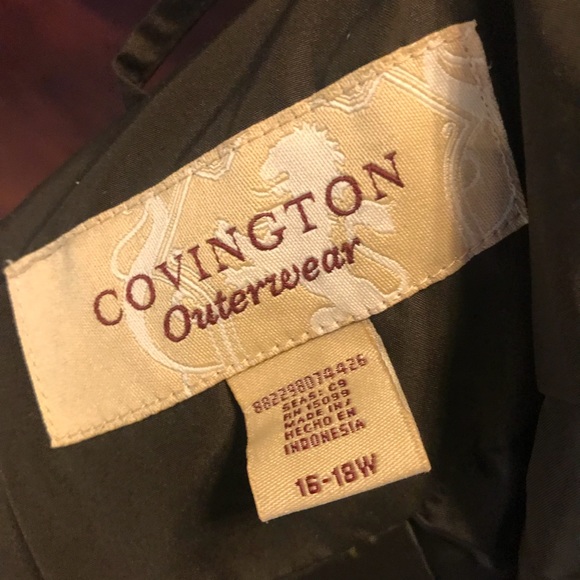 COVINGTON
Outerwear
882298074426
SEAS: C9
RN 15099
MADE IN/
HECHO EN
INDONESIA
16-18W